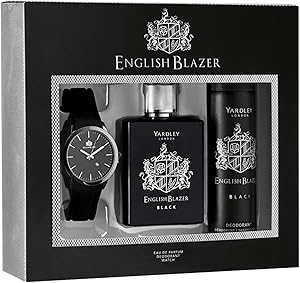 ENGLISH BLAZER
YARDLEY
LONDON
ENGLISH BLAZER
BLACK
YARDLEY
LONDON
ENGLISH BLAZER
BLACK
DEODORANT
EAU DE PARFUM
DEODORANT
WATCH